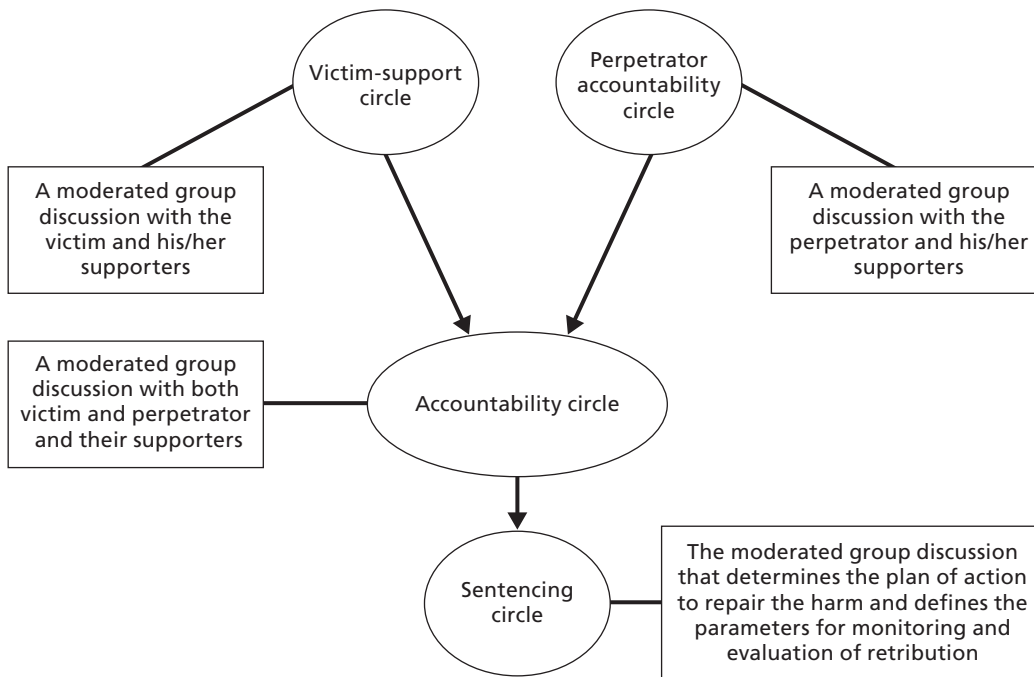 Victim-support
circle
Perpetrator
accountability
circle
A moderated group
discussion with the
victim and his/her
supporters
A moderated group
discussion with the
perpetrator and his/her
supporters
A moderated group
discussion with both
victim and perpetrator
and their supporters
Accountability circle
Sentencing
circle
The moderated group discussion
that determines the plan of action
to repair the harm and defines the
parameters for monitoring and
evaluation of retribution